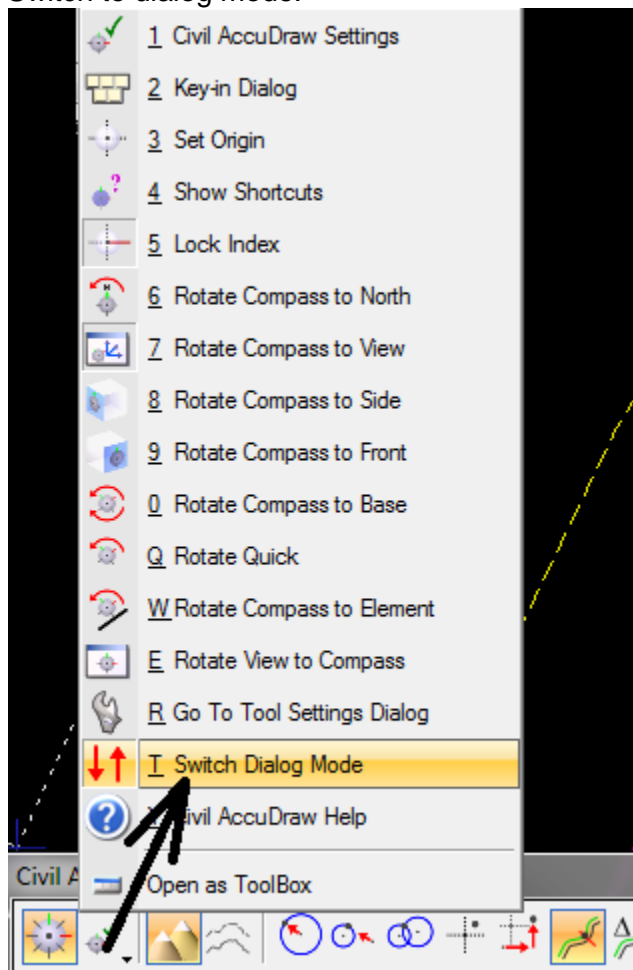 Switch to dialog mode.
1 Civil AccuDraw Settings
2 Key-in Dialog
3 Set Origin
4 Show Shortcuts
5 Lock Index
6 Rotate Compass to North
7 Rotate Compass to View
8 Rotate Compass to Side
9 Rotate Compass to Front
0 Rotate Compass to Base
Q Rotate Quick
W Rotate Compass to Element
E Rotate View to Compass
R Go To Tool Settings Dialog
T Switch Dialog Mode
Civil AccuDraw Help
Open as ToolBox
Civil A